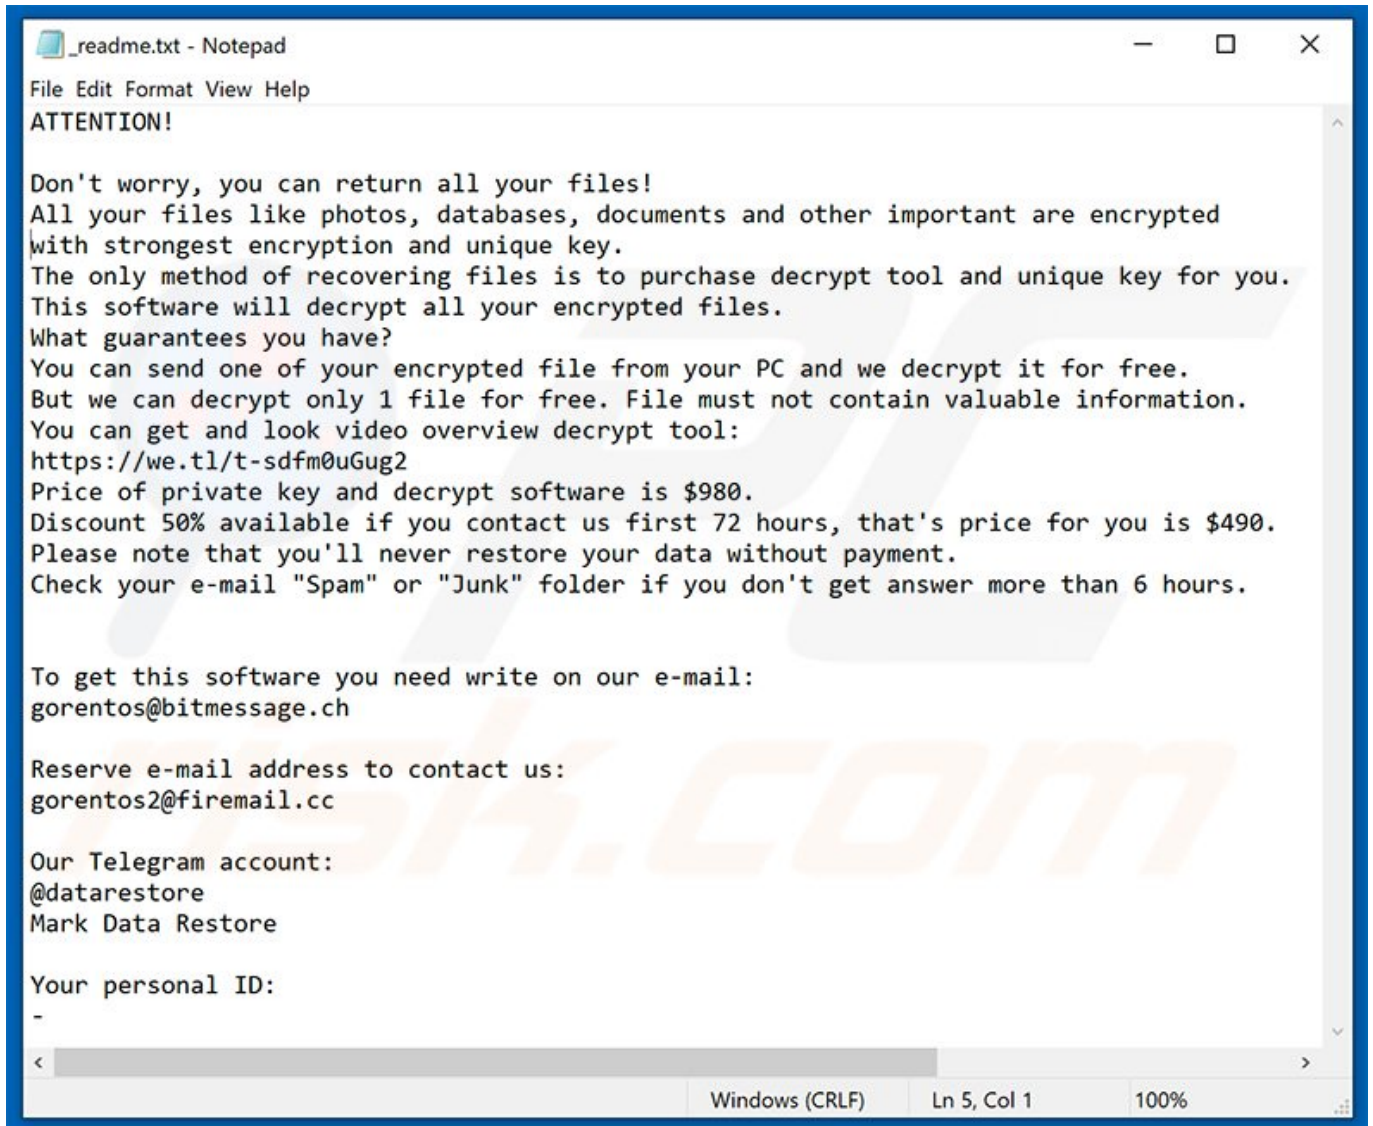 _readme.txt - Notepad
File Edit Format View Help
ATTENTION!
Don't worry, you can return all your files!
All your files like photos, databases, documents and other important are encrypted
with strongest encryption and unique key.
The only method of recovering files is to purchase decrypt tool and unique key for you.
This software will decrypt all your encrypted files.
What guarantees you have?
You can send one of your encrypted file from your PC and we decrypt it for free.
But we can decrypt only 1 file for free. File must not contain valuable information.
You can get and look video overview decrypt tool:
https://we.tl/t-sdfm0uGug2
Price of private key and decrypt software is $980.
Discount 50% available if you contact us first 72 hours, that's price for you is $490.
Please note that you'll never restore your data without payment.
Check your e-mail "Spam" or "Junk" folder if you don't get answer more than 6 hours.
To get this software you need write on our e-mail:
gorentos@bitmessage.ch
Reserve e-mail address to contact us:
gorentos2@firemail.cc
Our Telegram account:
@datarestore
Mark Data Restore
Your personal ID:
-
Windows (CRLF) Ln 5, Col 1 100%
PC
risk.com